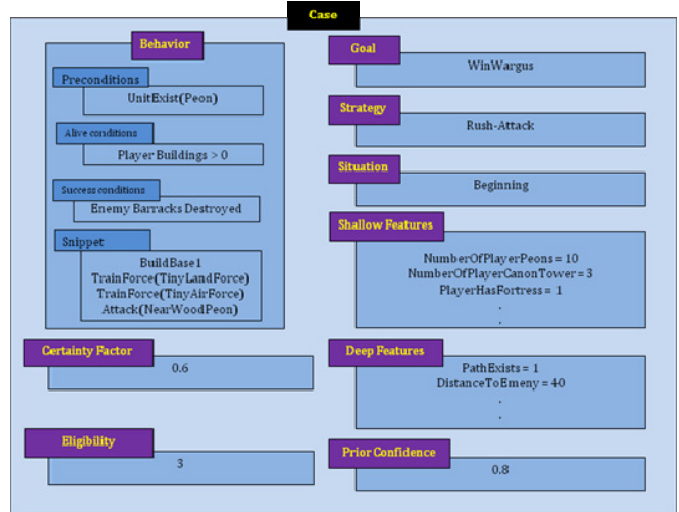 Case
Behavior
Preconditions
UnitExist(Peon)
Alive conditions
Player Buildings > 0
Success conditions
Enemy Barracks Destroyed
Snippet
BuildBase1
TrainForce(TinyLandForce)
TrainForce(TinyAirForce)
Attack(NearWoodPeon)
Certainty Factor
0.6
Eligibility
3
Goal
WinWargus
Strategy
Rush-Attack
Situation
Beginning
Shallow Features
NumberOfPlayerPeons = 10
NumberOfPlayerCanonTower = 3
PlayerHasFortress = 1
.
.
Deep Features
PathExists = 1
DistanceToEmeny = 40
.
.
Prior Confidence
0.8